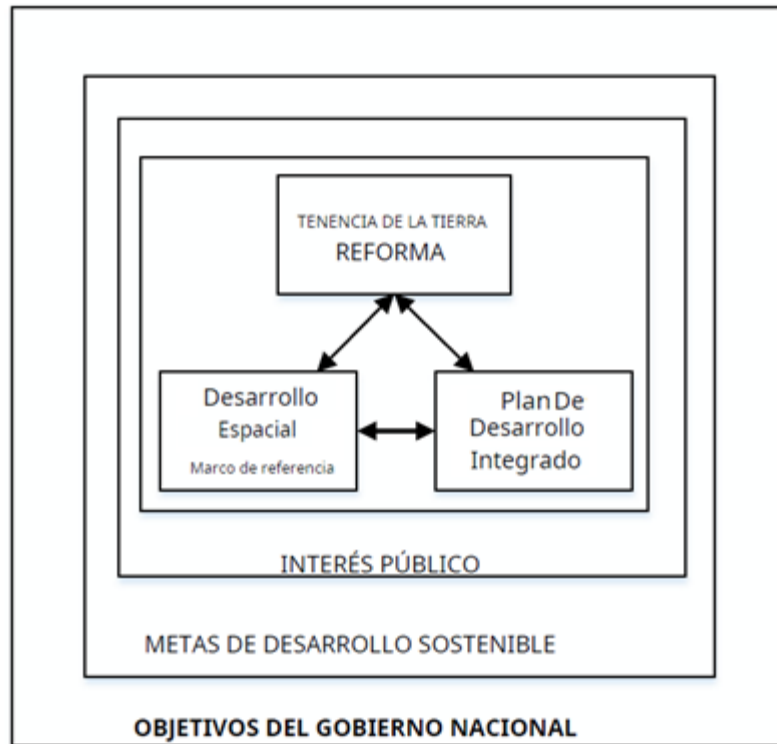 TENENCIA DE LA TIERRA
REFORMA
Desarrollo
Espacial
Marco de referencia
Plan De
Desarrollo
Integrado
INTERÉS PÚBLICO
METAS DE DESARROLLO SOSTENIBLE
OBJETIVOS DEL GOBIERNO NACIONAL